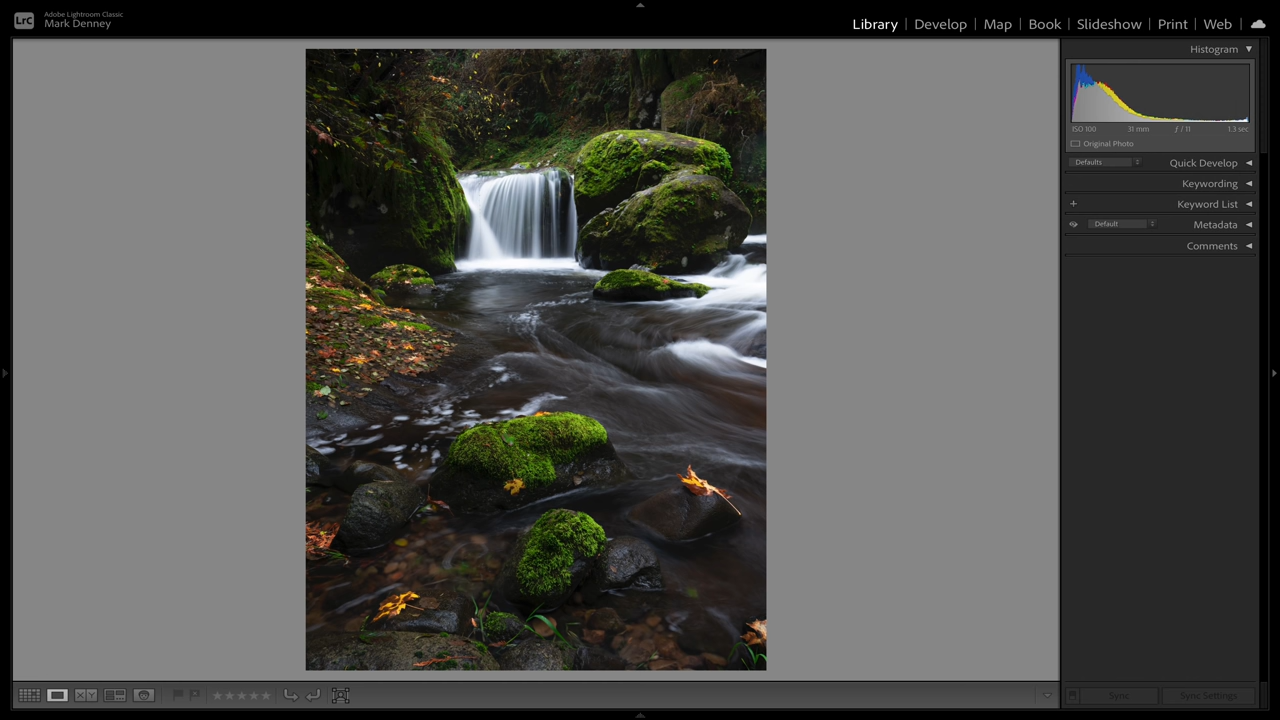 LrC
Adobe Lightroom Classic
Mark Denney
Library | Develop | Map | Book | Slideshow | Print | Web
Histogram
ISO 100 31 mm ƒ / 11 1.3 sec
Original Photo
Defaults Quick Develop
Keywording
+ Keyword List
Default Metadata
Comments
X Y
Sync Sync Settings